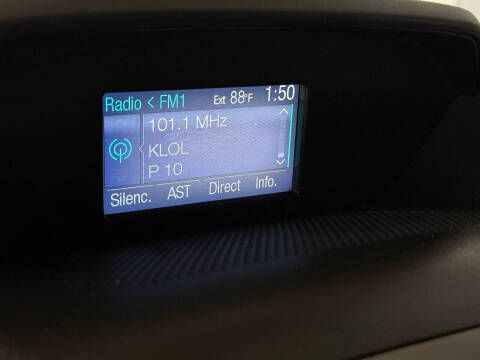 Radio < FM1 Ext 88°F 1:50
101.1 MHz
KLOL
P 10
Silenc. AST Direct Info.